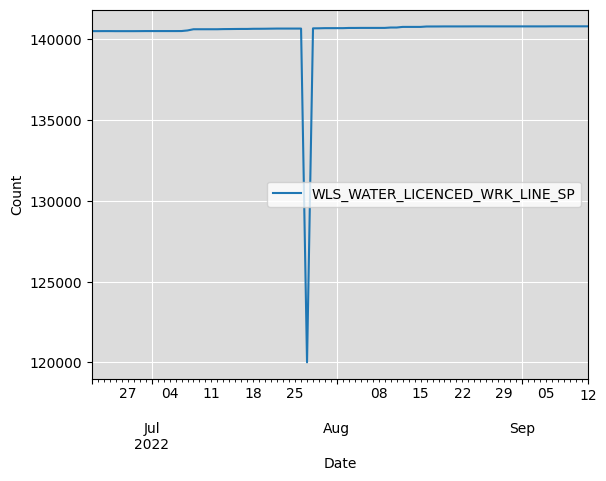 140000
135000
130000
125000
120000
Count
WLS_WATER_LICENCED_WRK_LINE_SP
27 04 11 18 25 08 15 22 29 05 12
Jul Aug Sep
2022
Date